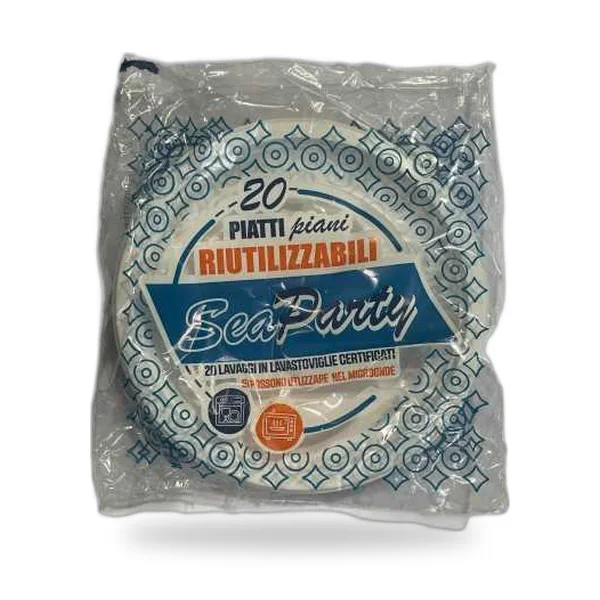 20
PIATTI piani
RIUTILIZZABILI
SeaParty
20 LAVAGGI IN LAVASTOVIGLIE CERTIFICATI
SI POSSONO UTILIZZARE NEL MICROONDE